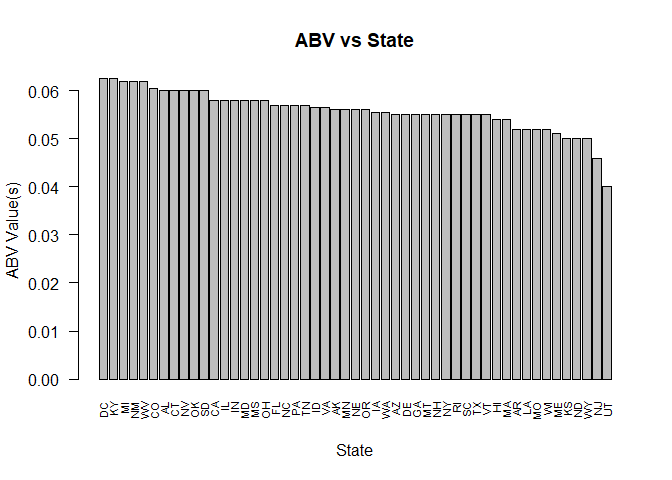 ABV vs State
ABV Value(s)
0.06
0.05
0.04
0.03
0.02
0.01
0.00
DC KY MI NM WV CO AL CT NV OK SD CA IL IN MD MS OH FL NC PA TN ID VA AK MN NE OR IA WA AZ DE GA MT NH NY RI SC TX VT HI MA AR LA MO WI ME KS ND WY NJ UT
State